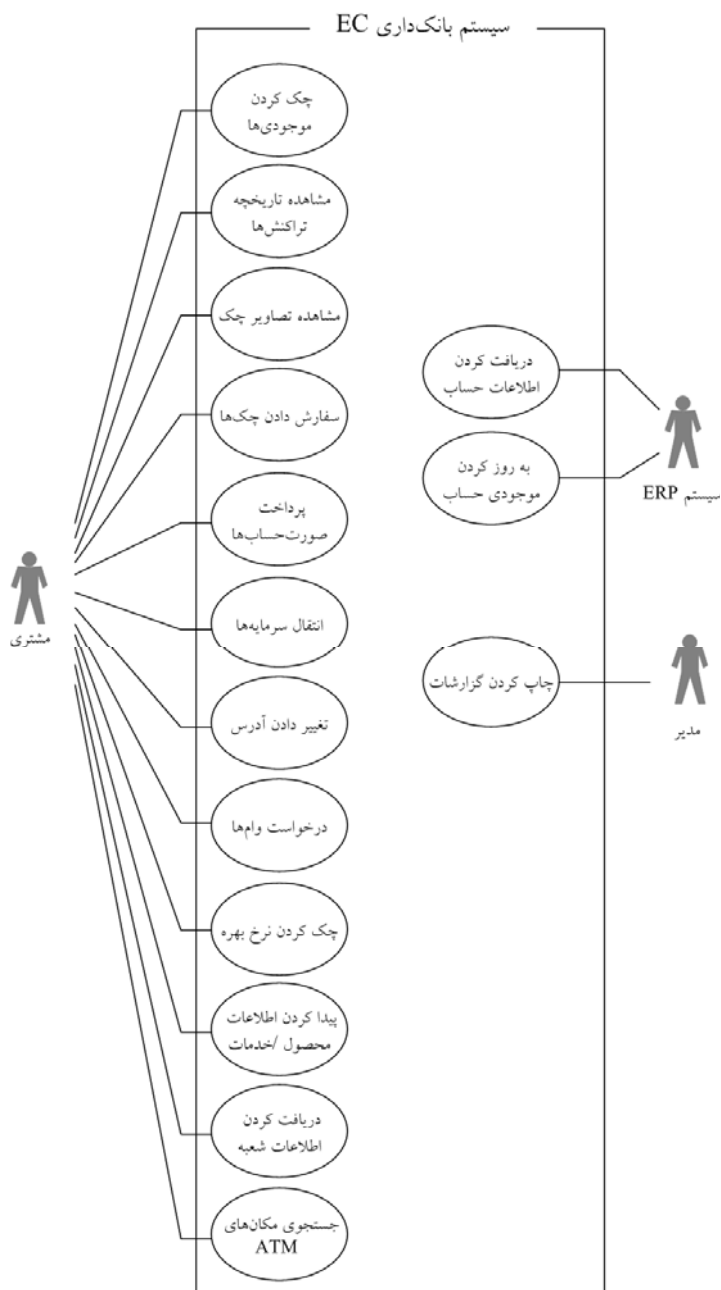 سیستم بانک‌داری EC
چک کردن
موجودی‌ها
مشاهده تاریخچه
تراکنش‌ها
مشاهده تصاویر چک
سفارش دادن چک‌ها
پرداخت
صورت‌حساب‌ها
انتقال سرمایه‌ها
تغییر دادن آدرس
درخواست وام‌ها
چک کردن نرخ بهره
پیدا کردن اطلاعات
محصول /خدمات
دریافت کردن
اطلاعات شعبه
جستجوی مکان‌های
ATM
مشتری
دریافت کردن
اطلاعات حساب
به روز کردن
موجودی حساب
سیستم ERP
چاپ کردن گزارشات
مدیر